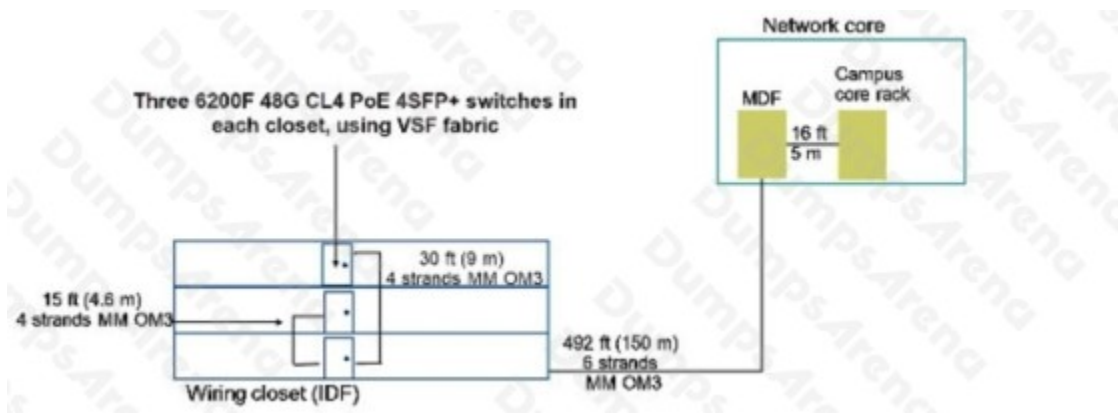 Network core
Three 6200F 48G CL4 PoE 4SFP+ switches in
each closet, using VSF fabric
MDF
Campus
core rack
16 ft
5 m
30 ft (9 m)
4 strands MM OM3
15 ft (4.6 m)
4 strands MM OM3
492 ft (150 m)
6 strands
MM OM3
Wiring closet (IDF)
DumpsArena